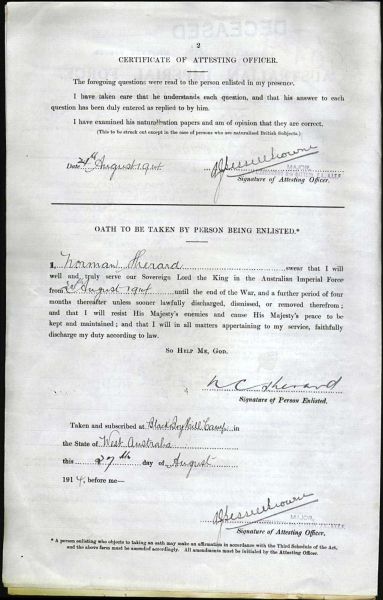 2
CERTIFICATE OF ATTESTING OFFICER.
The foregoing questions were read to the person enlisted in my presence.
I have taken care that he understands each question, and that his answer to each
question has been duly entered as replied to by him.
I have examined his naturalization papers and am of opinion that they are correct.
(This to be struck out except in the case of persons who are naturalised British Subjects.)
Date 24th August 1914
MAJOR,
Signature of Attesting Officer.
OATH TO BE TAKEN BY PERSON BEING ENLISTED.*
I, Norman Sherard swear that I will
well and truly serve our Sovereign Lord the King in the Australian Imperial Force
from August 1914 until the end of the War, and a further period of four
months thereafter unless sooner lawfully discharged, dismissed, or removed therefrom;
and that I will resist His Majesty's enemies and cause His Majesty's peace to be
kept and maintained; and that I will in all matters appertaining to my service, faithfully
discharge my duty according to law.
SO HELP ME, GOD.
N C Sherard
Signature of Person Enlisted.
Taken and subscribed at Black Boy Hill Camp in
the State of West Australia
this 27th day of August
1914, before me—
MAJOR,
Signature of Attesting Officer.
* A person enlisting who objects to taking an oath may make an affirmation in accordance with the Third Schedule of the Act,
and the above form must be amended accordingly. All amendments must be initialed by the Attesting Officer.